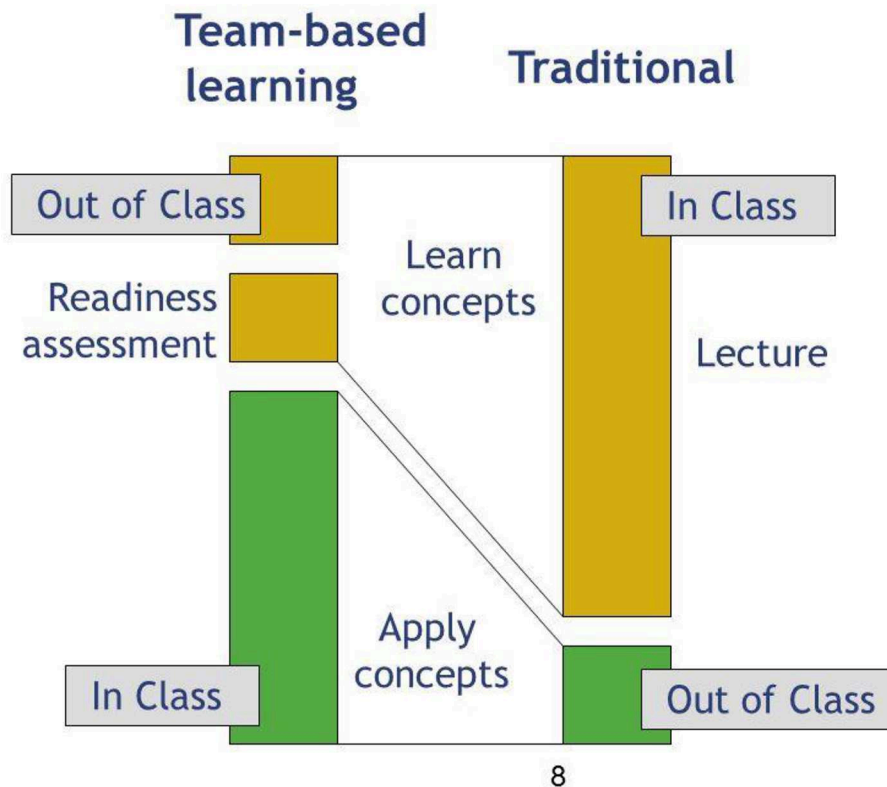 Team-based
learning
Traditional
Out of Class
In Class
Learn
concepts
Readiness
assessment
Lecture
Apply
concepts
In Class
Out of Class
8